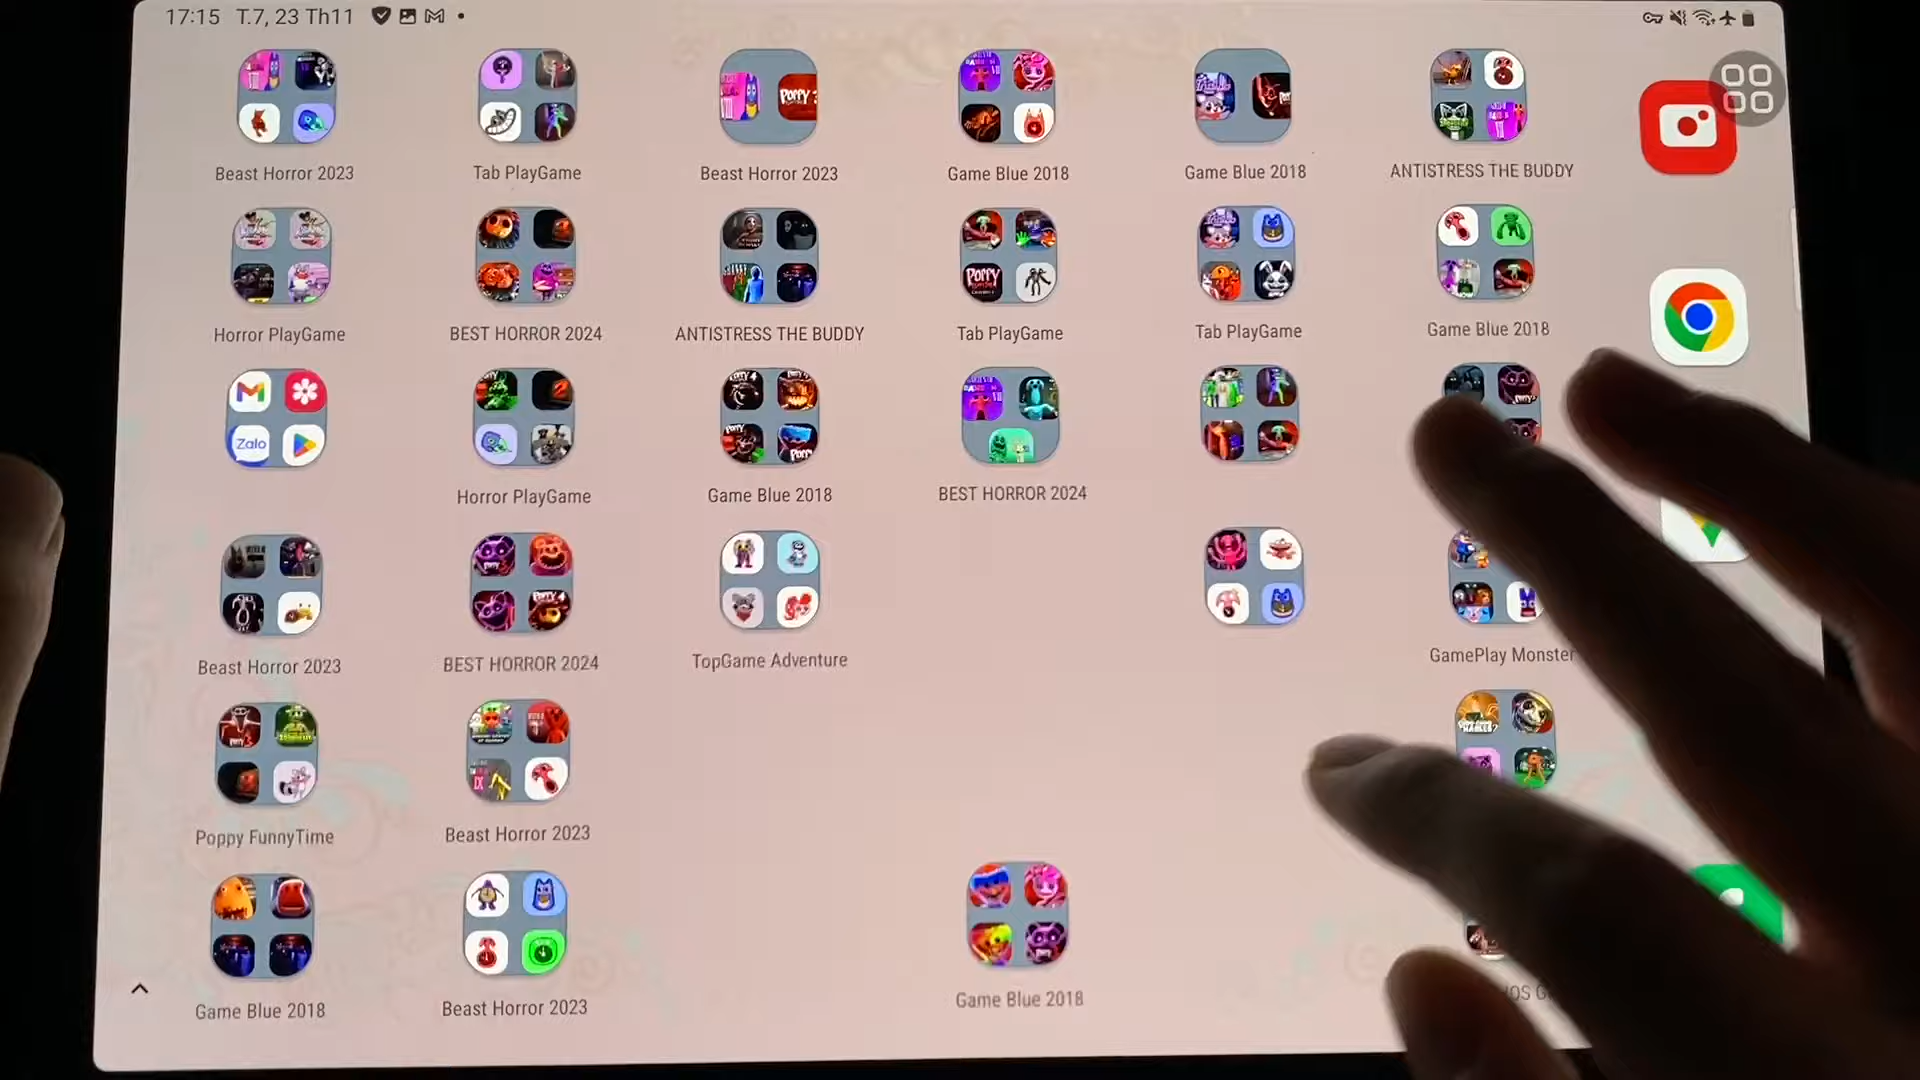 17:15 T.7, 23 Th11
Beast Horror 2023
Tab PlayGame
Beast Horror 2023
Game Blue 2018
Game Blue 2018
ANTISTRESS THE BUDDY
Horror PlayGame
BEST HORROR 2024
ANTISTRESS THE BUDDY
Tab PlayGame
Tab PlayGame
Game Blue 2018
Zalo
Horror PlayGame
Game Blue 2018
BEST HORROR 2024
Beast Horror 2023
BEST HORROR 2024
TopGame Adventure
GamePlay Monster
Poppy FunnyTime
Beast Horror 2023
Game Blue 2018
Beast Horror 2023
Game Blue 2018